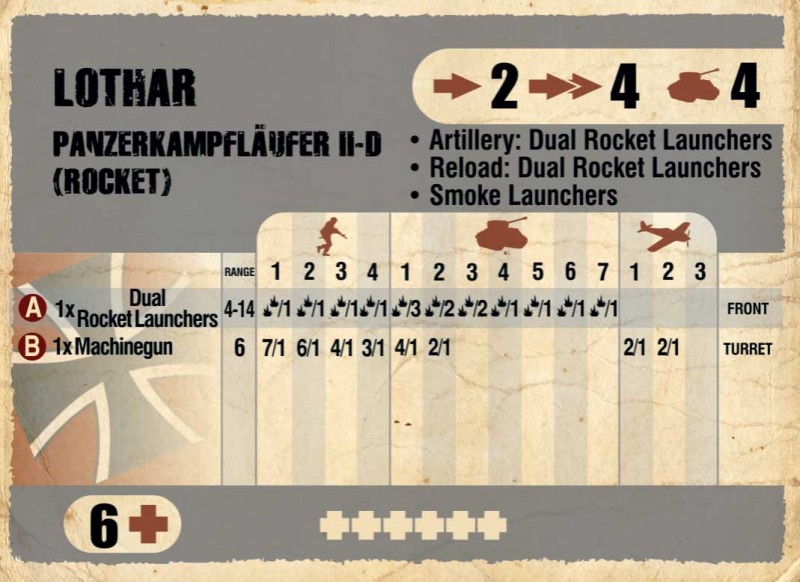 LOTHAR
2 4 4
PANZERKAMPFLÄUFER II-D
(ROCKET)
• Artillery: Dual Rocket Launchers
• Reload: Dual Rocket Launchers
• Smoke Launchers
RANGE 1 2 3 4 1 2 3 4 5 6 7 1 2 3
A 1x Dual Rocket Launchers 4-14 /1 /1 /1 /1 /3 /2 /2 /1 /1 /1 /1 FRONT
B 1x Machinegun 6 7/1 6/1 4/1 3/1 4/1 2/1 2/1 2/1 TURRET
6